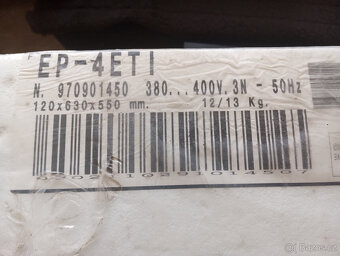 EP-4ETI
N. 970901450 380... 400V.3N - 50Hz
120x630x550 mm. 12/13 Kg.